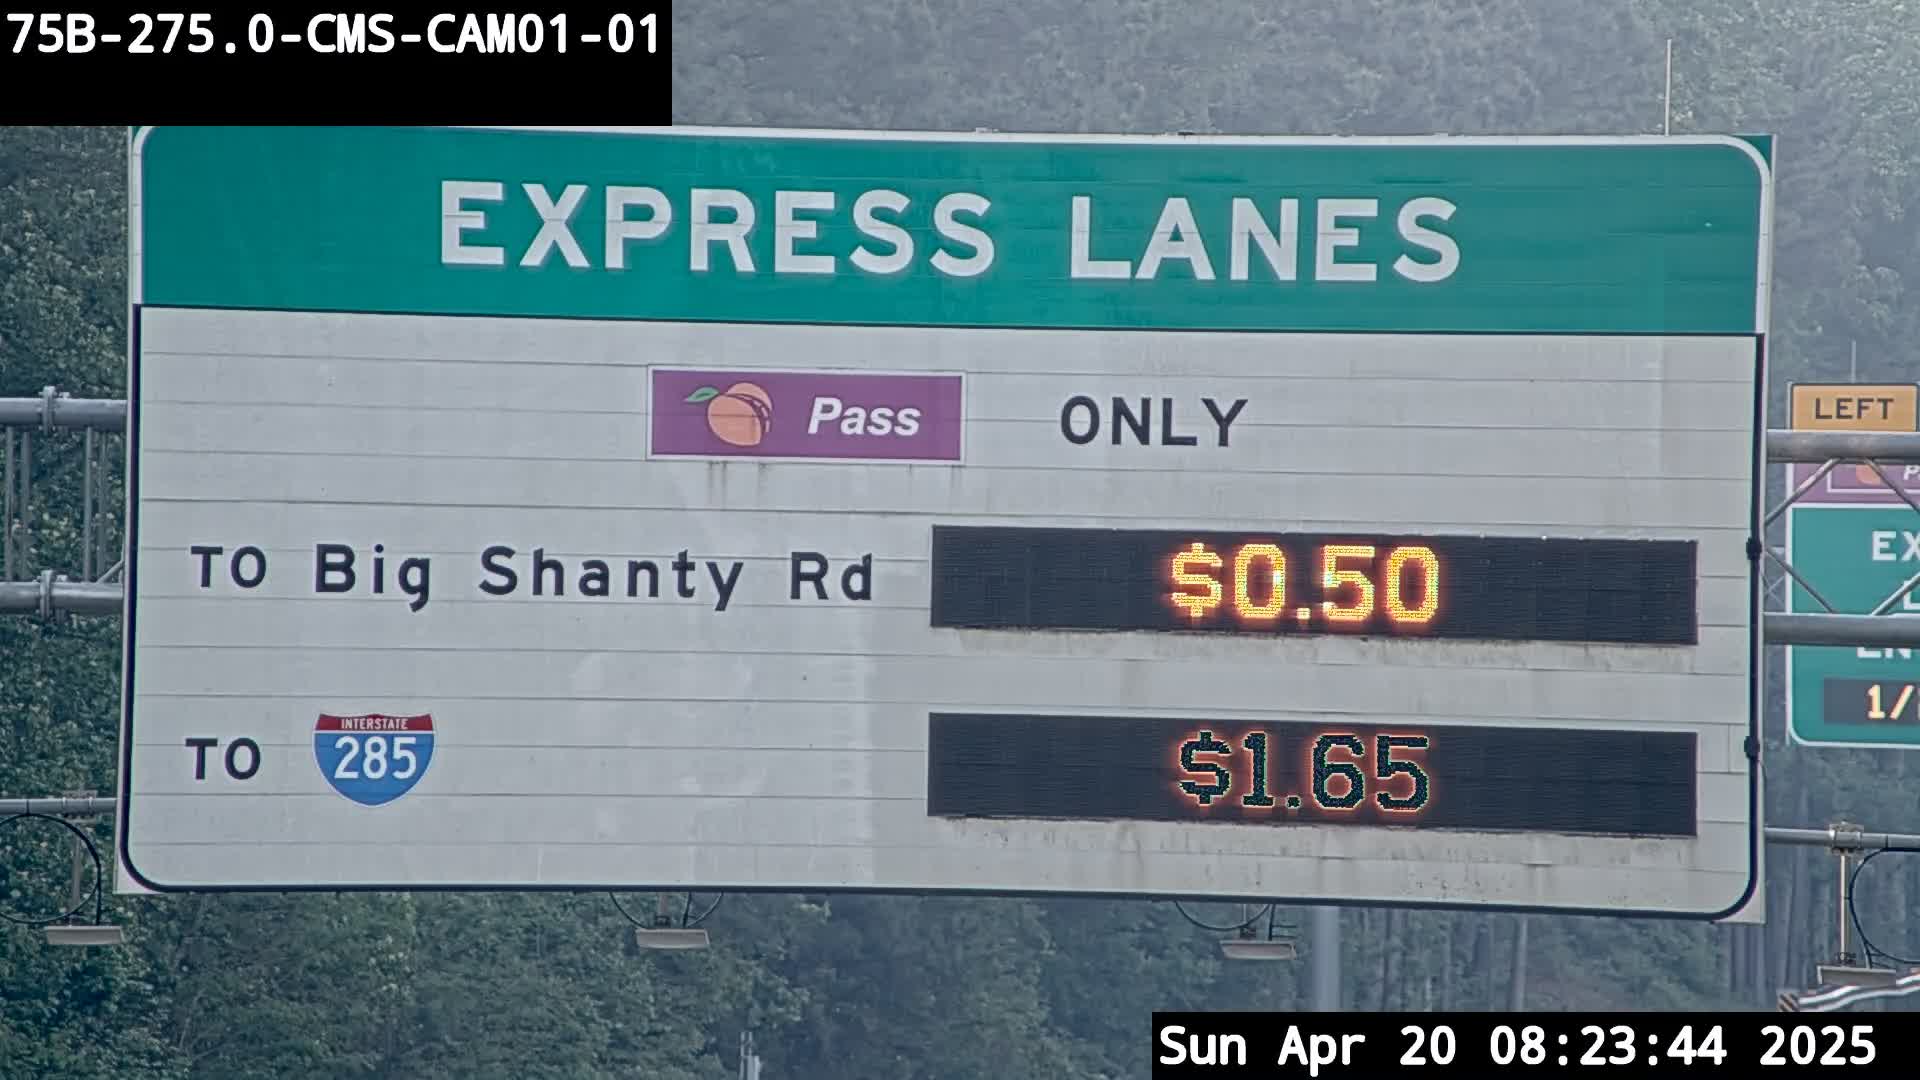 75B-275.0-CMS-CAM01-01
EXPRESS LANES
Pass ONLY
TO Big Shanty Rd $0.50
TO INTERSTATE 285 $1.65
LEFT
1/
Sun Apr 20 08:23:44 2025